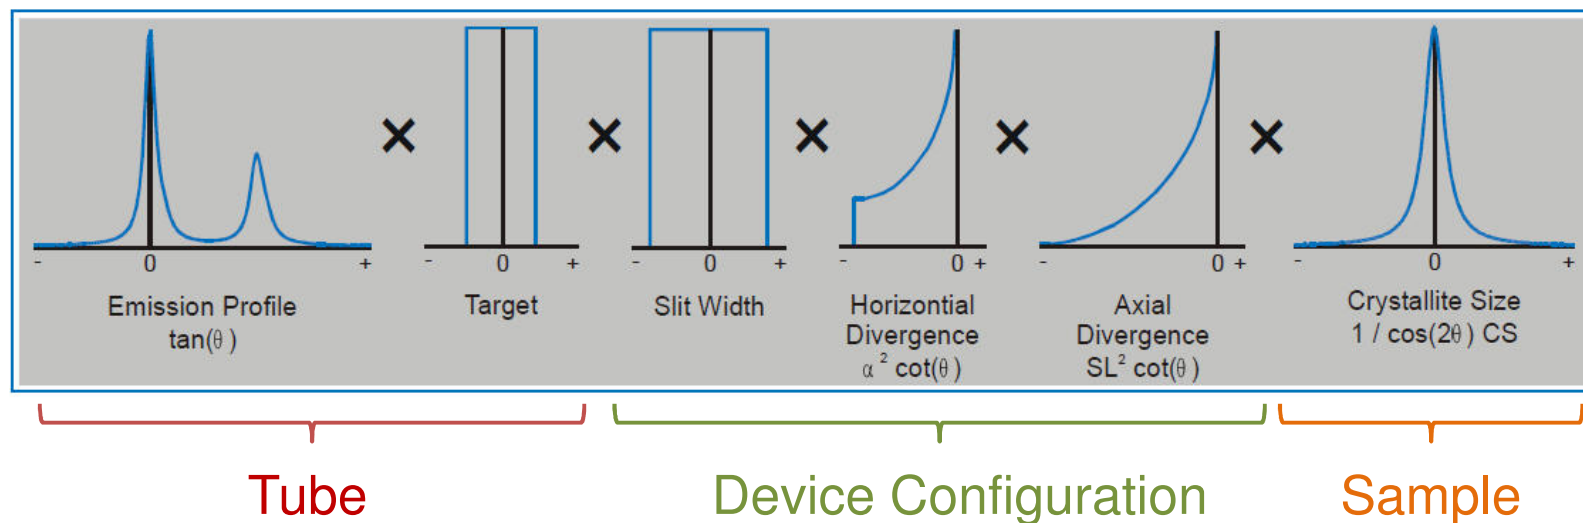 × × × × ×
- 0 +
- 0 +
- 0 +
- 0 +
- 0 +
- 0 +
Emission Profile
tan(θ)
Target
Slit Width
Horizontial
Divergence
α² cot(θ)
Axial
Divergence
SL² cot(θ)
Crystallite Size
1 / cos(2θ) CS
Tube
Device Configuration
Sample